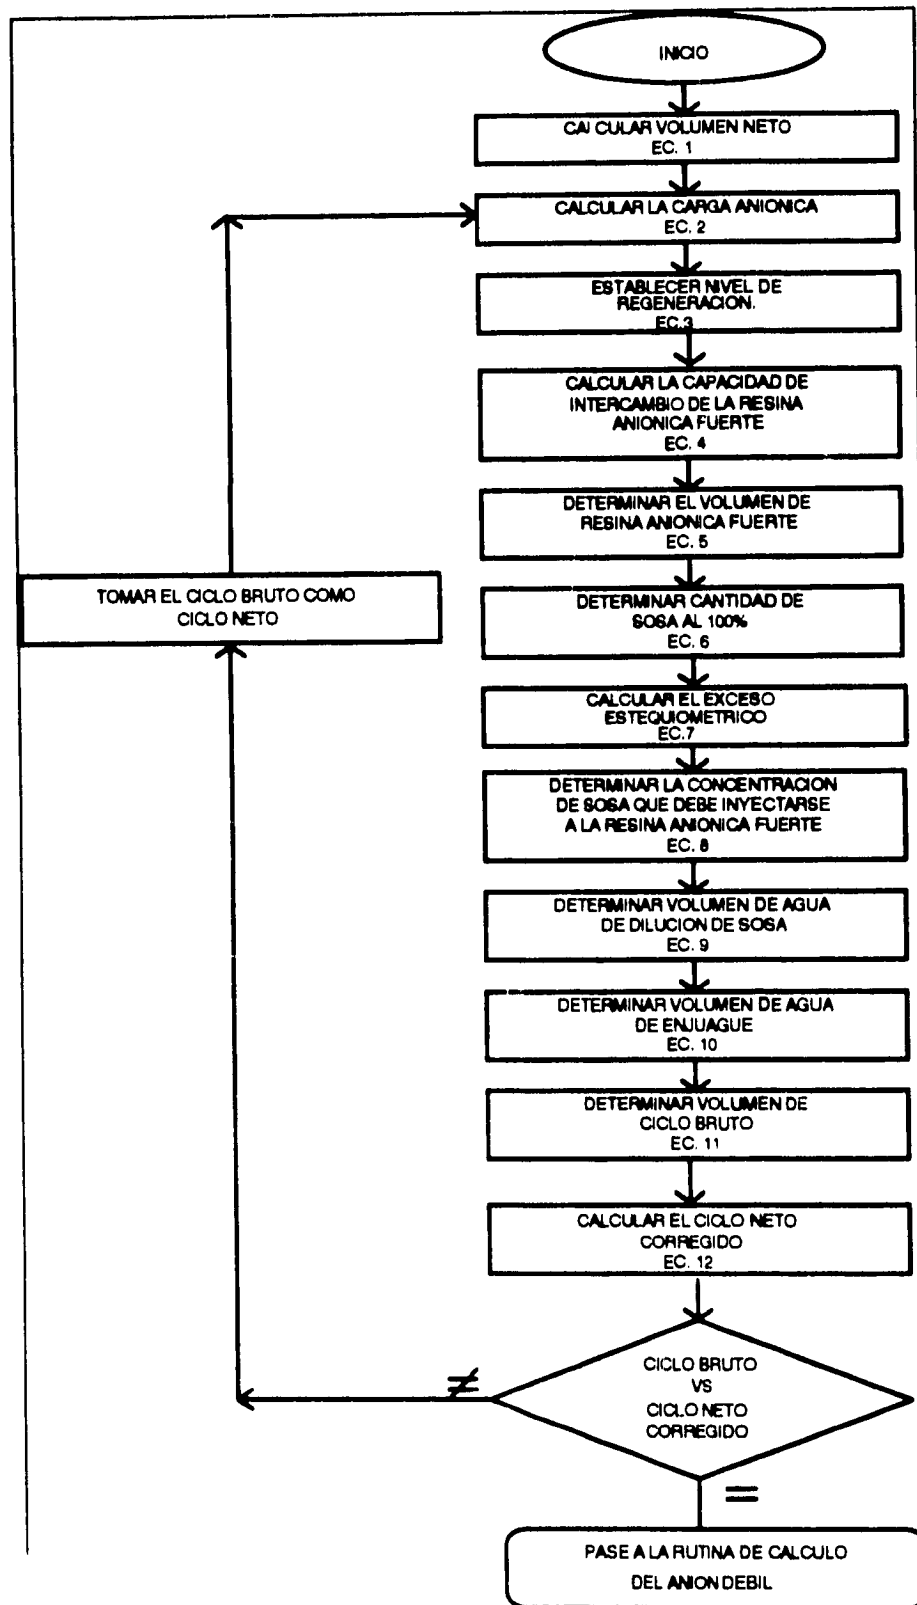 INICIO
CALCULAR VOLUMEN NETO
EC. 1
CALCULAR LA CARGA ANIONICA
EC. 2
ESTABLECER NIVEL DE
REGENERACION.
EC.3
CALCULAR LA CAPACIDAD DE
INTERCAMBIO DE LA RESINA
ANIONICA FUERTE
EC. 4
DETERMINAR EL VOLUMEN DE
RESINA ANIONICA FUERTE
EC. 5
TOMAR EL CICLO BRUTO COMO
CICLO NETO
DETERMINAR CANTIDAD DE
SOSA AL 100%
EC. 6
CALCULAR EL EXCESO
ESTEQUIOMETRICO
EC.7
DETERMINAR LA CONCENTRACION
DE SOSA QUE DEBE INYECTARSE
A LA RESINA ANIONICA FUERTE
EC. 8
DETERMINAR VOLUMEN DE AGUA
DE DILUCION DE SOSA
EC. 9
DETERMINAR VOLUMEN DE AGUA
DE ENJUAGUE
EC. 10
DETERMINAR VOLUMEN DE
CICLO BRUTO
EC. 11
CALCULAR EL CICLO NETO
CORREGIDO
EC. 12
CICLO BRUTO
VS
CICLO NETO
CORREGIDO
≠
=
PASE A LA RUTINA DE CALCULO
DEL ANION DEBIL